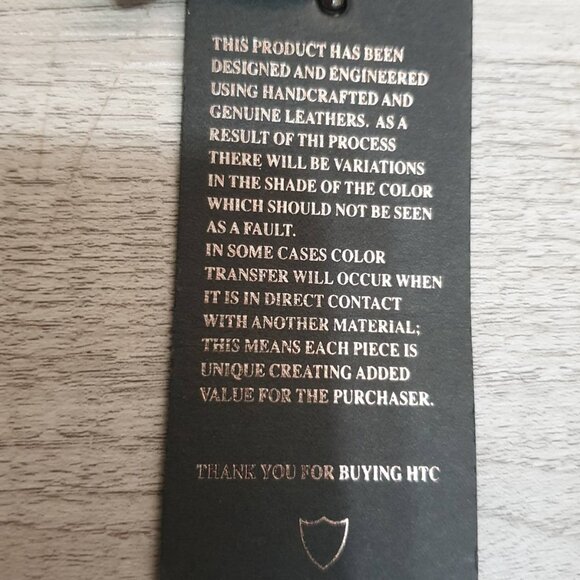 THIS PRODUCT HAS BEEN
DESIGNED AND ENGINEERED
USING HANDCRAFTED AND
GENUINE LEATHERS. AS A
RESULT OF THI PROCESS
THERE WILL BE VARIATIONS
IN THE SHADE OF THE COLOR
WHICH SHOULD NOT BE SEEN
AS A FAULT.
IN SOME CASES COLOR
TRANSFER WILL OCCUR WHEN
IT IS IN DIRECT CONTACT
WITH ANOTHER MATERIAL;
THIS MEANS EACH PIECE IS
UNIQUE CREATING ADDED
VALUE FOR THE PURCHASER.
THANK YOU FOR BUYING HTC